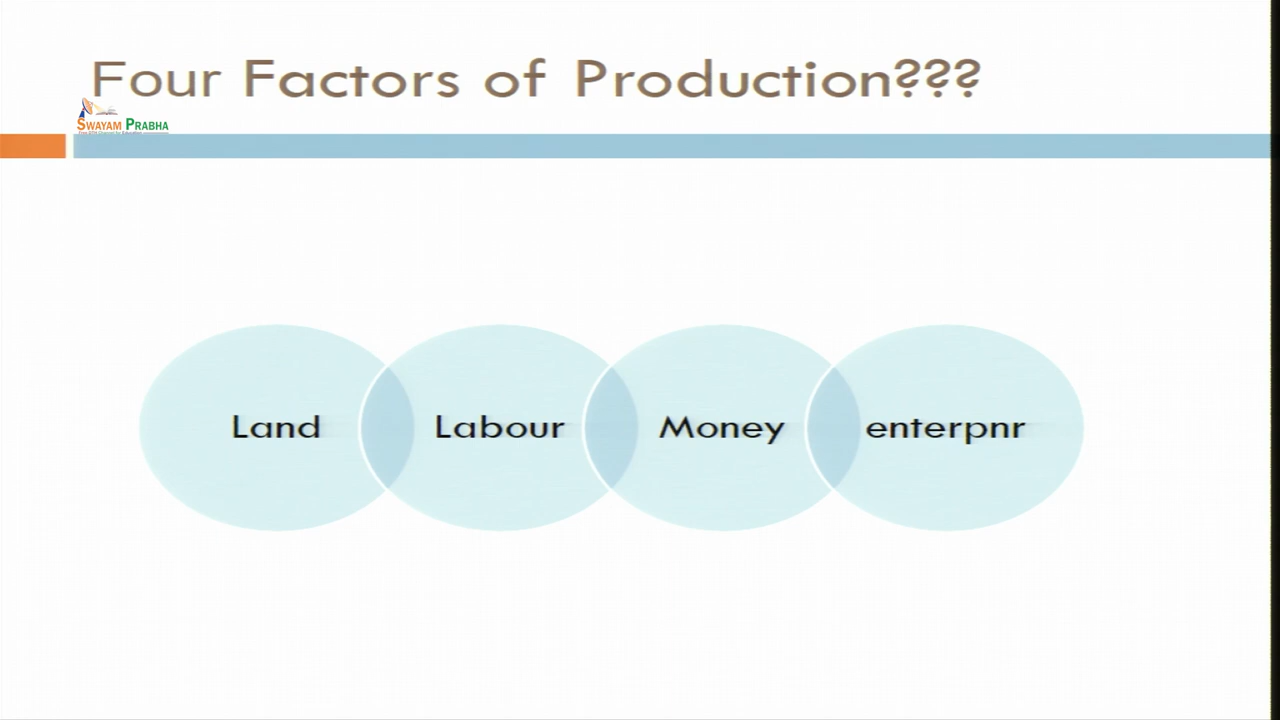 Four Factors of Production???
SWAYAM PRABHA
Land
Labour
Money
enterpnr